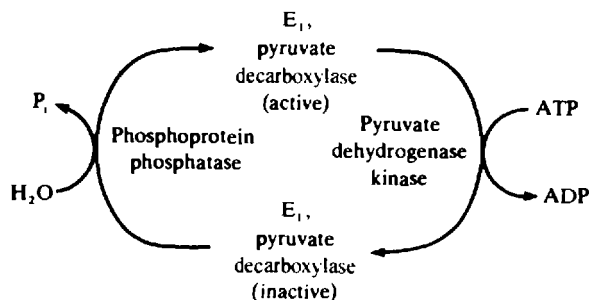 E₁,
pyruvate
decarboxylase
(active)
Pᵢ
Phosphoprotein
phosphatase
H₂O
Pyruvate
dehydrogenase
kinase
ATP
ADP
E₁,
pyruvate
decarboxylase
(inactive)